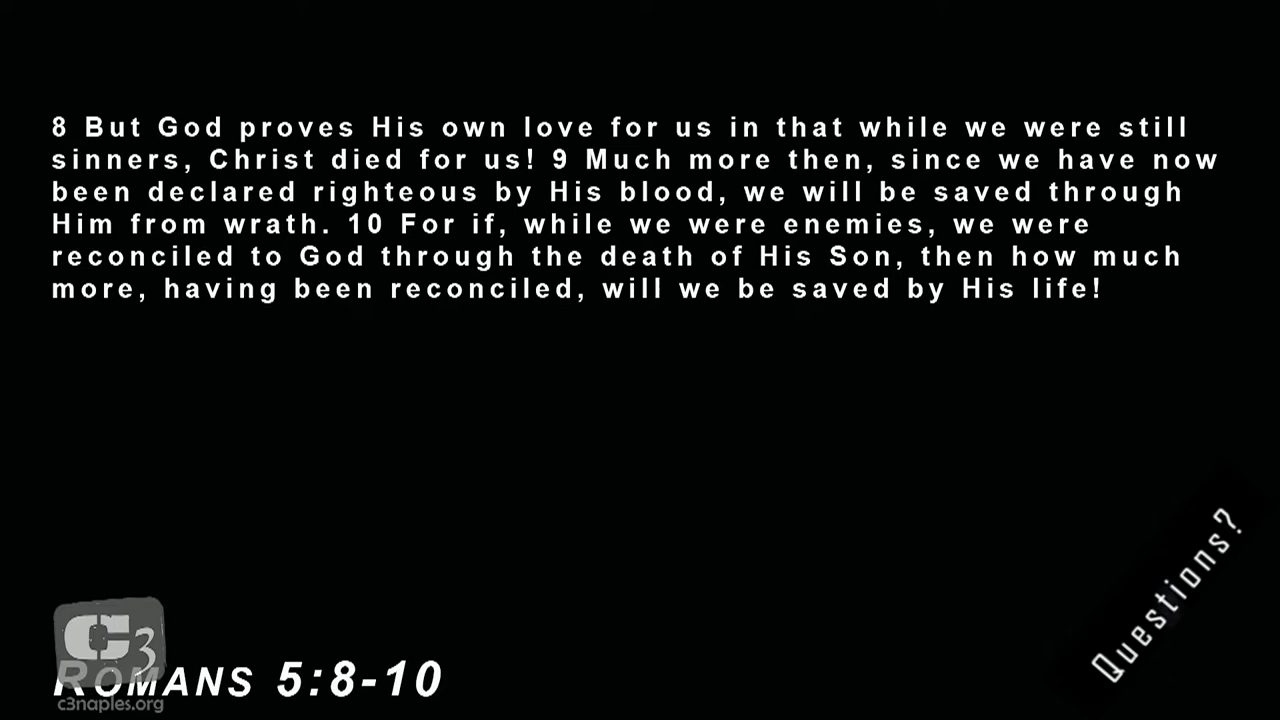 8 But God proves His own love for us in that while we were still
sinners, Christ died for us! 9 Much more then, since we have now
been declared righteous by His blood, we will be saved through
Him from wrath. 10 For if, while we were enemies, we were
reconciled to God through the death of His Son, then how much
more, having been reconciled, will we be saved by His life!
Questions?
C3
ROMANS 5:8-10
c3naples.org